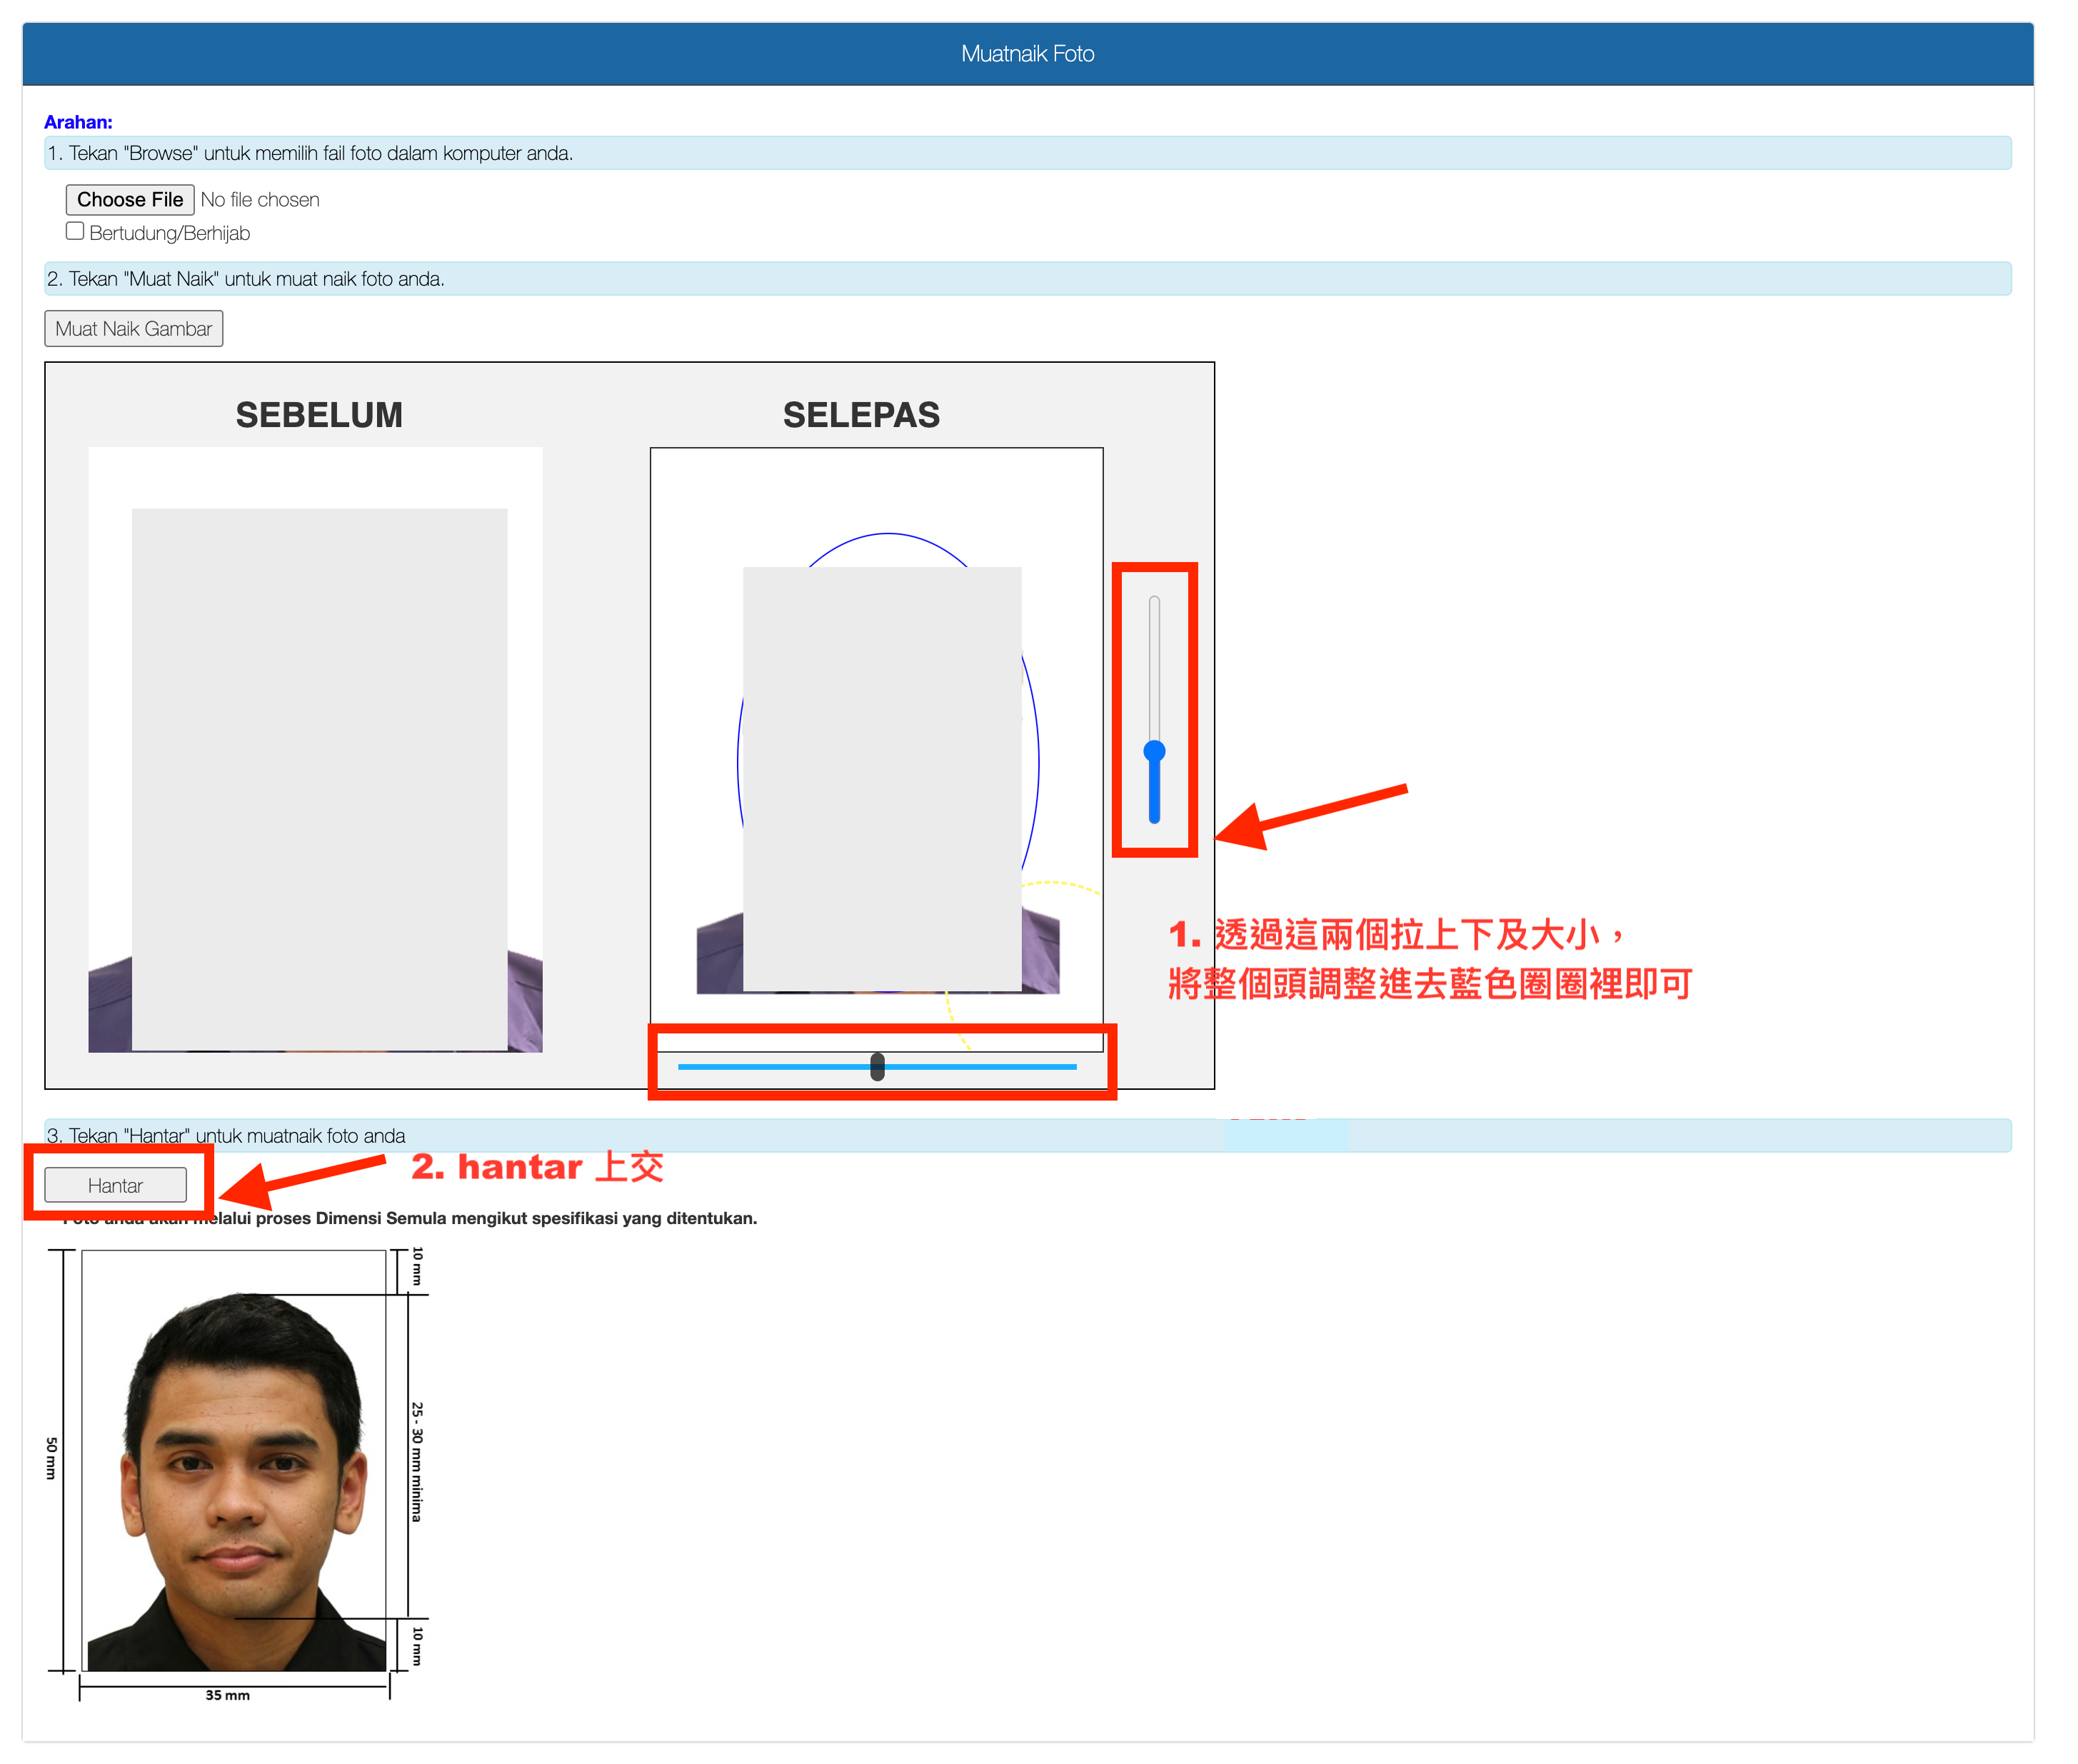 Muatnaik Foto
Arahan:
1. Tekan "Browse" untuk memilih fail foto dalam komputer anda.
Choose File No file chosen
Bertudung/Berhijab
2. Tekan "Muat Naik" untuk muat naik foto anda.
Muat Naik Gambar
SEBELUM
SELEPAS
1. 透過這兩個拉上下及大小，
將整個頭調整進去藍色圈圈裡即可
3. Tekan "Hantar" untuk muatnaik foto anda
2. hantar 上交
Hantar
Foto anda akan melalui proses Dimensi Semula mengikut spesifikasi yang ditentukan.
10 mm
25 - 30 mm minima
50 mm
10 mm
35 mm